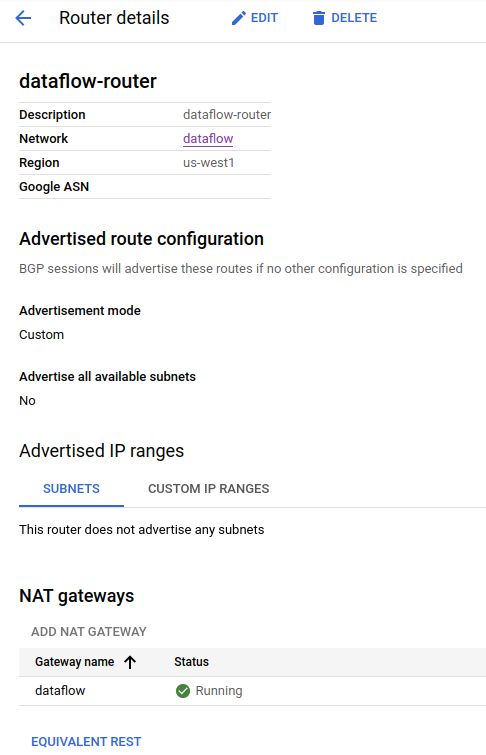 Router details EDIT DELETE
dataflow-router
Description dataflow-router
Network dataflow
Region us-west1
Google ASN
Advertised route configuration
BGP sessions will advertise these routes if no other configuration is specified
Advertisement mode
Custom
Advertise all available subnets
No
Advertised IP ranges
SUBNETS CUSTOM IP RANGES
This router does not advertise any subnets
NAT gateways
ADD NAT GATEWAY
Gateway name Status
dataflow Running
EQUIVALENT REST